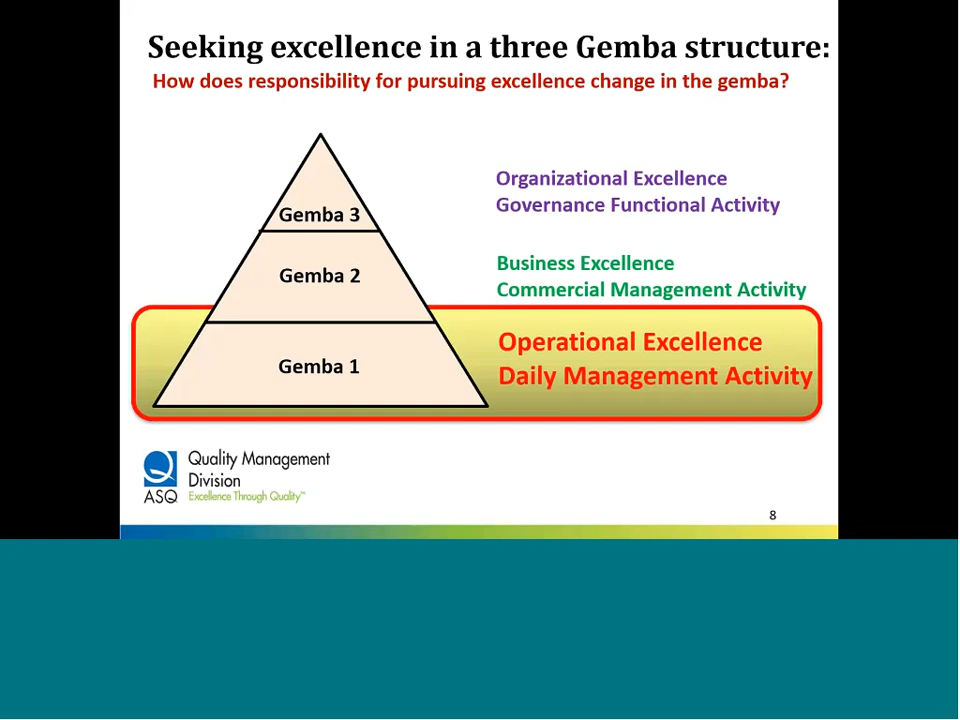 Seeking excellence in a three Gemba structure:
How does responsibility for pursuing excellence change in the gemba?
Gemba 3
Organizational Excellence
Governance Functional Activity
Gemba 2
Business Excellence
Commercial Management Activity
Gemba 1
Operational Excellence
Daily Management Activity
Quality Management
Division
ASQ Excellence Through Quality™
8